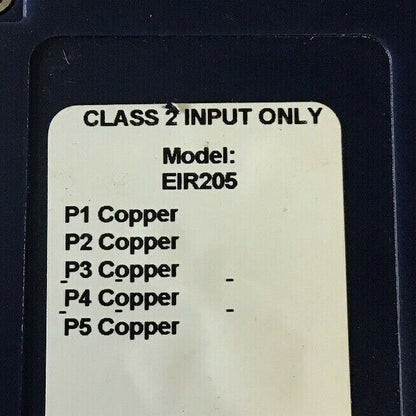 CLASS 2 INPUT ONLY
Model:
EIR205
P1 Copper
P2 Copper
P3 Copper
P4 Copper
P5 Copper